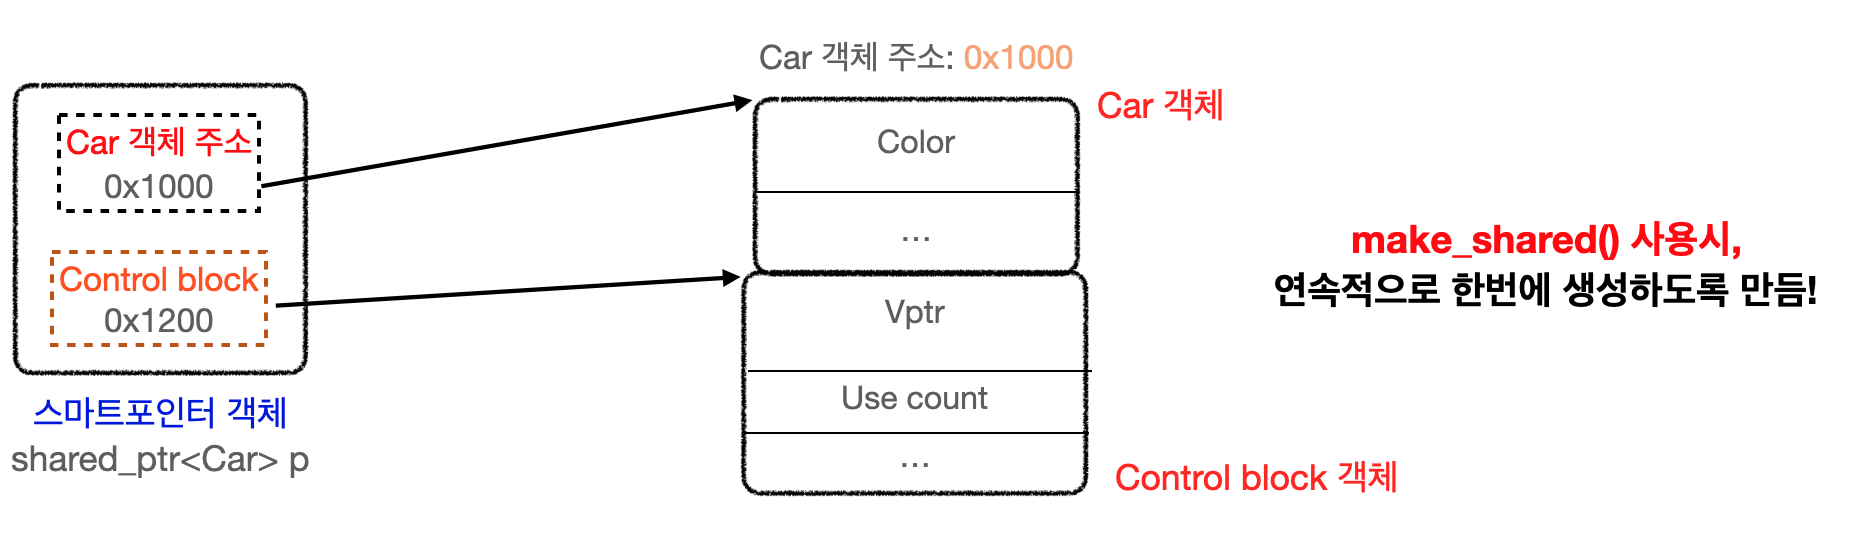 Car 객체 주소
0x1000
Control block
0x1200
스마트포인터 객체
shared_ptr<Car> p
Car 객체 주소: 0x1000
Car 객체
Color
...
Vptr
Use count
...
Control block 객체
make_shared() 사용시,
연속적으로 한번에 생성하도록 만듬!